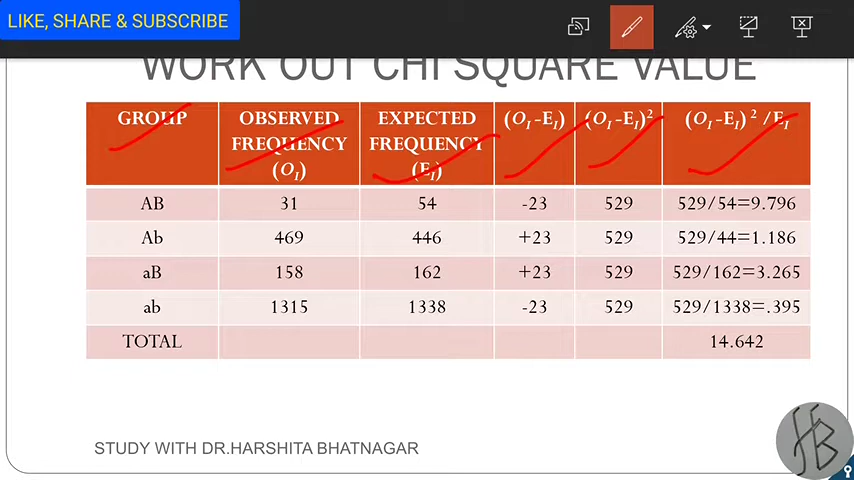 LIKE, SHARE & SUBSCRIBE
WORK OUT CHI SQUARE VALUE
GROUP OBSERVED FREQUENCY (OI) EXPECTED FREQUENCY (EI) (OI -EI) (OI -EI)2 (OI -EI) 2 /EI
AB 31 54 -23 529 529/54=9.796
Ab 469 446 +23 529 529/44=1.186
aB 158 162 +23 529 529/162=3.265
ab 1315 1338 -23 529 529/1338=.395
TOTAL 14.642
STUDY WITH DR.HARSHITA BHATNAGAR
HB